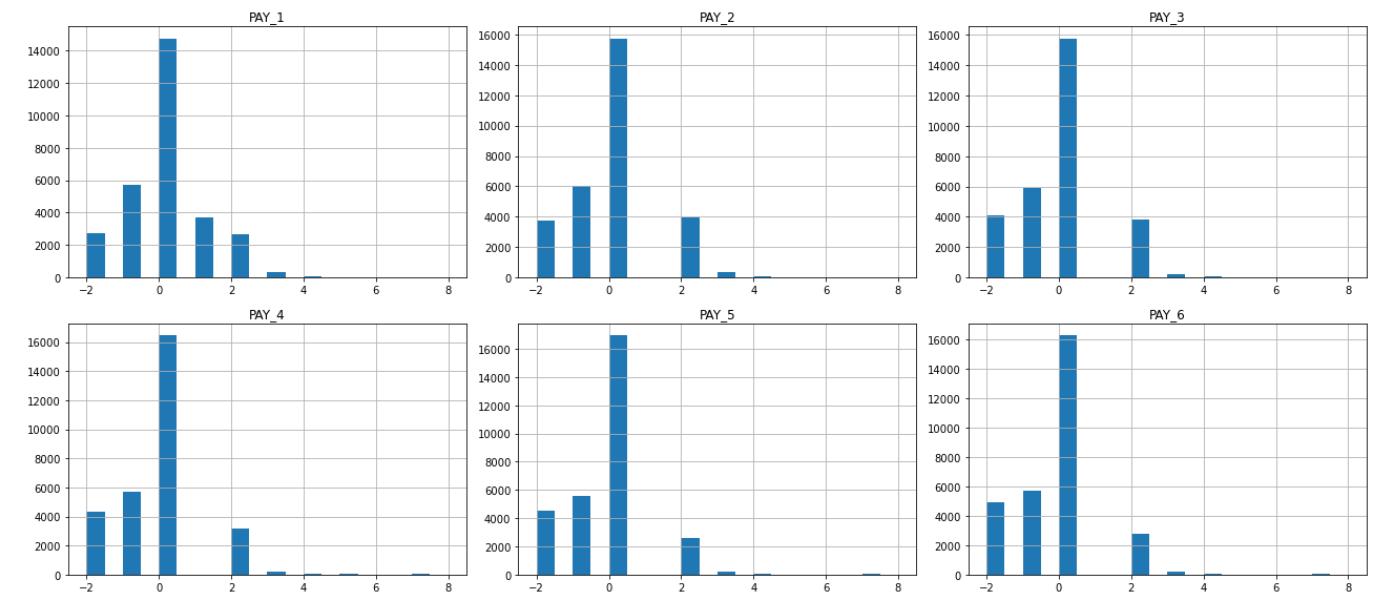 PAY_1 PAY_2 PAY_3
14000 16000 16000
12000 14000 14000
10000 12000 12000
8000 10000 10000
6000 8000 8000
4000 6000 6000
2000 4000 4000
0 2000 2000
0 0
−2 0 2 4 6 8 −2 0 2 4 6 8 −2 0 2 4 6 8
PAY_4 PAY_5 PAY_6
16000 16000 16000
14000 14000 14000
12000 12000 12000
10000 10000 10000
8000 8000 8000
6000 6000 6000
4000 4000 4000
2000 2000 2000
0 0 0
−2 0 2 4 6 8 −2 0 2 4 6 8 −2 0 2 4 6 8